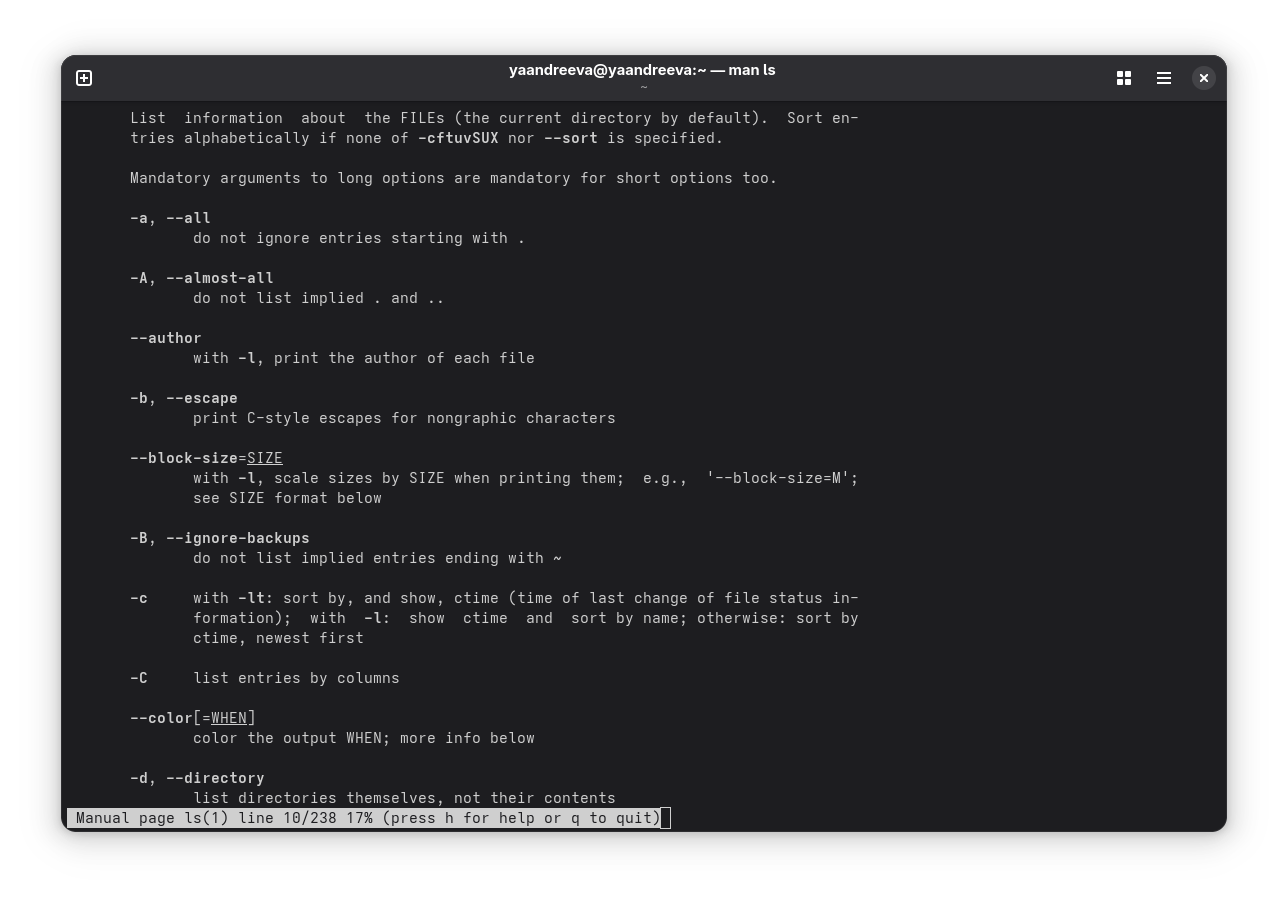 yaandreeva@yaandreeva:~ — man ls
~
List  information  about  the FILEs (the current directory by default).  Sort en‐
tries alphabetically if none of -cftuvSUX nor --sort is specified.
Mandatory arguments to long options are mandatory for short options too.
-a, --all
do not ignore entries starting with .
-A, --almost-all
do not list implied . and ..
--author
with -l, print the author of each file
-b, --escape
print C-style escapes for nongraphic characters
--block-size=SIZE
with -l, scale sizes by SIZE when printing them;  e.g.,  '--block-size=M';
see SIZE format below
-B, --ignore-backups
do not list implied entries ending with ~
-c     with -lt: sort by, and show, ctime (time of last change of file status in‐
formation);  with  -l:  show  ctime  and  sort by name; otherwise: sort by
ctime, newest first
-C     list entries by columns
--color[=WHEN]
color the output WHEN; more info below
-d, --directory
list directories themselves, not their contents
Manual page ls(1) line 10/238 17% (press h for help or q to quit)